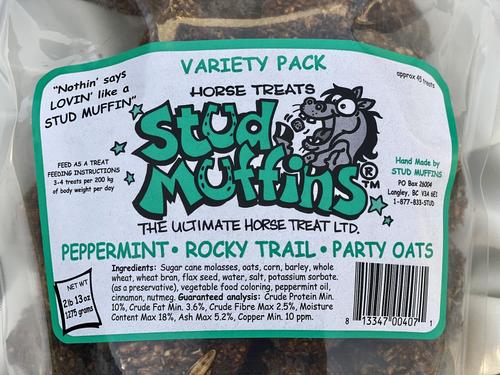 VARIETY PACK
approx 45 treats
"Nothin' says
LOVIN' like a
STUD MUFFIN"
HORSE TREATS
Stud
Muffins®
TM
FEED AS A TREAT
FEEDING INSTRUCTIONS
3-4 treats per 200 kg
of body weight per day
Hand Made by
STUD MUFFINS
PO Box 26004
Langley, BC V3A 6E1
1-877-833-STUD
THE ULTIMATE HORSE TREAT LTD.
PEPPERMINT • ROCKY TRAIL • PARTY OATS
NET WT
2 lb 13 oz
1275 grams
Ingredients: Sugar cane molasses, oats, corn, barley, whole
wheat, wheat bran, flax seed, water, salt, potassium sorbate.
(as a preservative), vegetable food coloring, peppermint oil,
cinnamon, nutmeg. Guaranteed analysis: Crude Protein Min.
10%, Crude Fat Min. 3.6%, Crude Fibre Max 2.5%, Moisture
Content Max 18%, Ash Max 5.2%, Copper Min. 10 ppm.
8 13347 00407 1